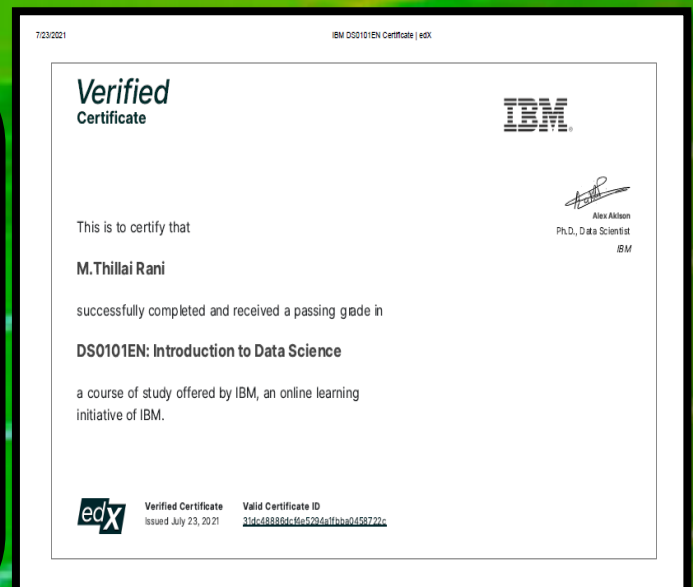 7/23/2021
IBM DS0101EN Certificate | edX
Verified
Certificate
IBM
Alex Aklson
Ph.D., Data Scientist
IBM
This is to certify that
M.Thillai Rani
successfully completed and received a passing grade in
DS0101EN: Introduction to Data Science
a course of study offered by IBM, an online learning
initiative of IBM.
edX
Verified Certificate
Issued July 23, 2021
Valid Certificate ID
31dc48886dcf4e5294a1fbba0458722c